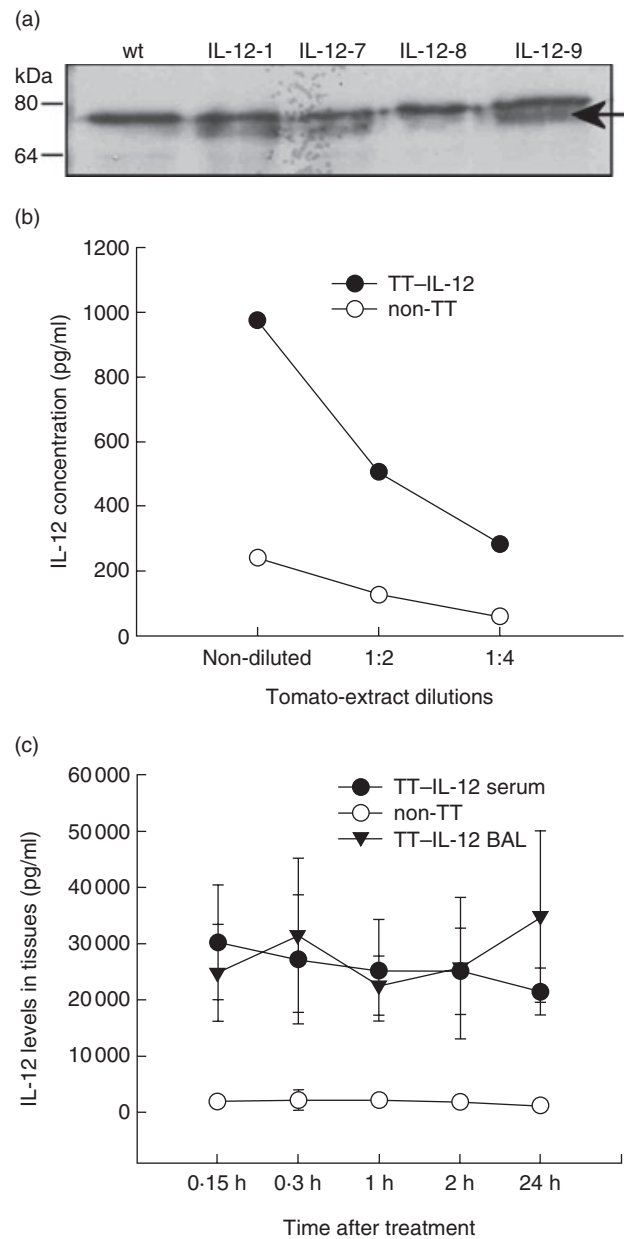 (a)
wt IL-12-1 IL-12-7 IL-12-8 IL-12-9
kDa
80
64
(b)
1200
1000
800
600
400
200
0
IL-12 concentration (pg/ml)
TT–IL-12
non-TT
Non-diluted 1:2 1:4
Tomato-extract dilutions
(c)
60 000
50 000
40 000
30 000
20 000
10 000
0
IL-12 levels in tissues (pg/ml)
TT–IL-12 serum
non-TT
TT–IL-12 BAL
0·15 h 0·3 h 1 h 2 h 24 h
Time after treatment